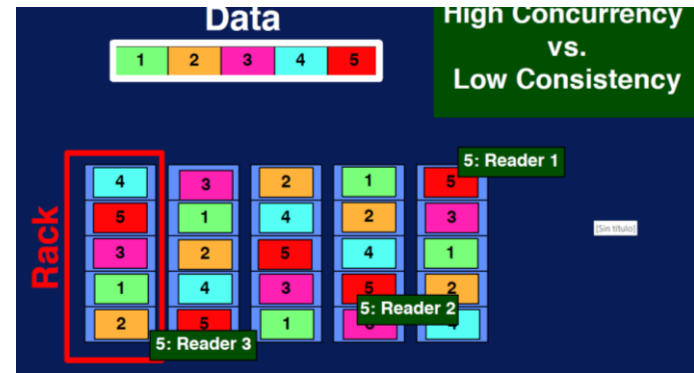 Data
High Concurrency
vs.
Low Consistency
1 2 3 4 5
5: Reader 1
4 3 2 1 5
5 1 4 2 3
[Sin título]
Rack
3 2 5 4 1
1 4 3 5 2
5: Reader 2
2 5 1 3 4
5: Reader 3